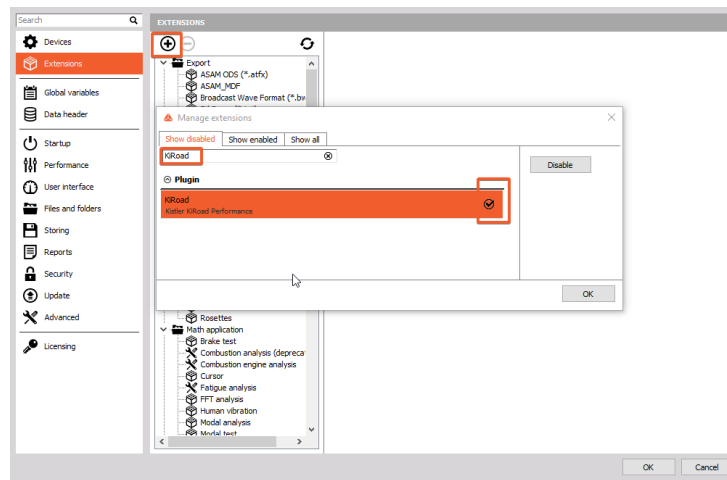 Search
Devices
Extensions
Global variables
Data header
Startup
Performance
User interface
Files and folders
Storing
Reports
Security
Update
Advanced
Licensing
EXTENSIONS
Export
ASAM ODS (*.atfx)
ASAM_MDF
Broadcast Wave Format (*.bw
Manage extensions
Show disabled Show enabled Show all
KiRoad
Plugin
KiRoad
Kistler KiRoad Performance
Disable
OK
Rosettes
Math application
Brake test
Combustion analysis (depreca
Combustion engine analysis
Cursor
Fatigue analysis
FFT analysis
Human vibration
Modal analysis
Modal test
OK Cancel